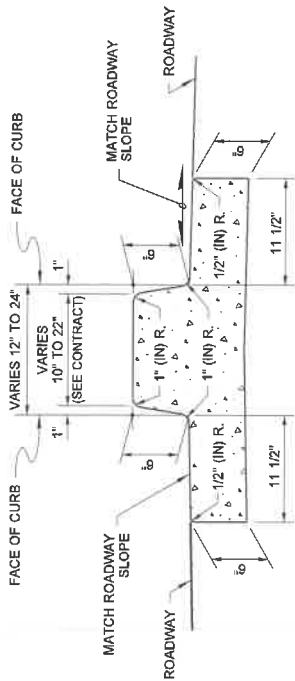 FACE OF CURB
VARIES 12" TO 24"
FACE OF CURB
1"
VARIES
10" TO 22"
(SEE CONTRACT)
1"
MATCH ROADWAY
SLOPE
ROADWAY
MATCH ROADWAY
SLOPE
ROADWAY
6"
6"
1" (IN) R.
1" (IN) R.
1/2" (IN) R.
1/2" (IN) R.
6"
6"
11 1/2"
11 1/2"